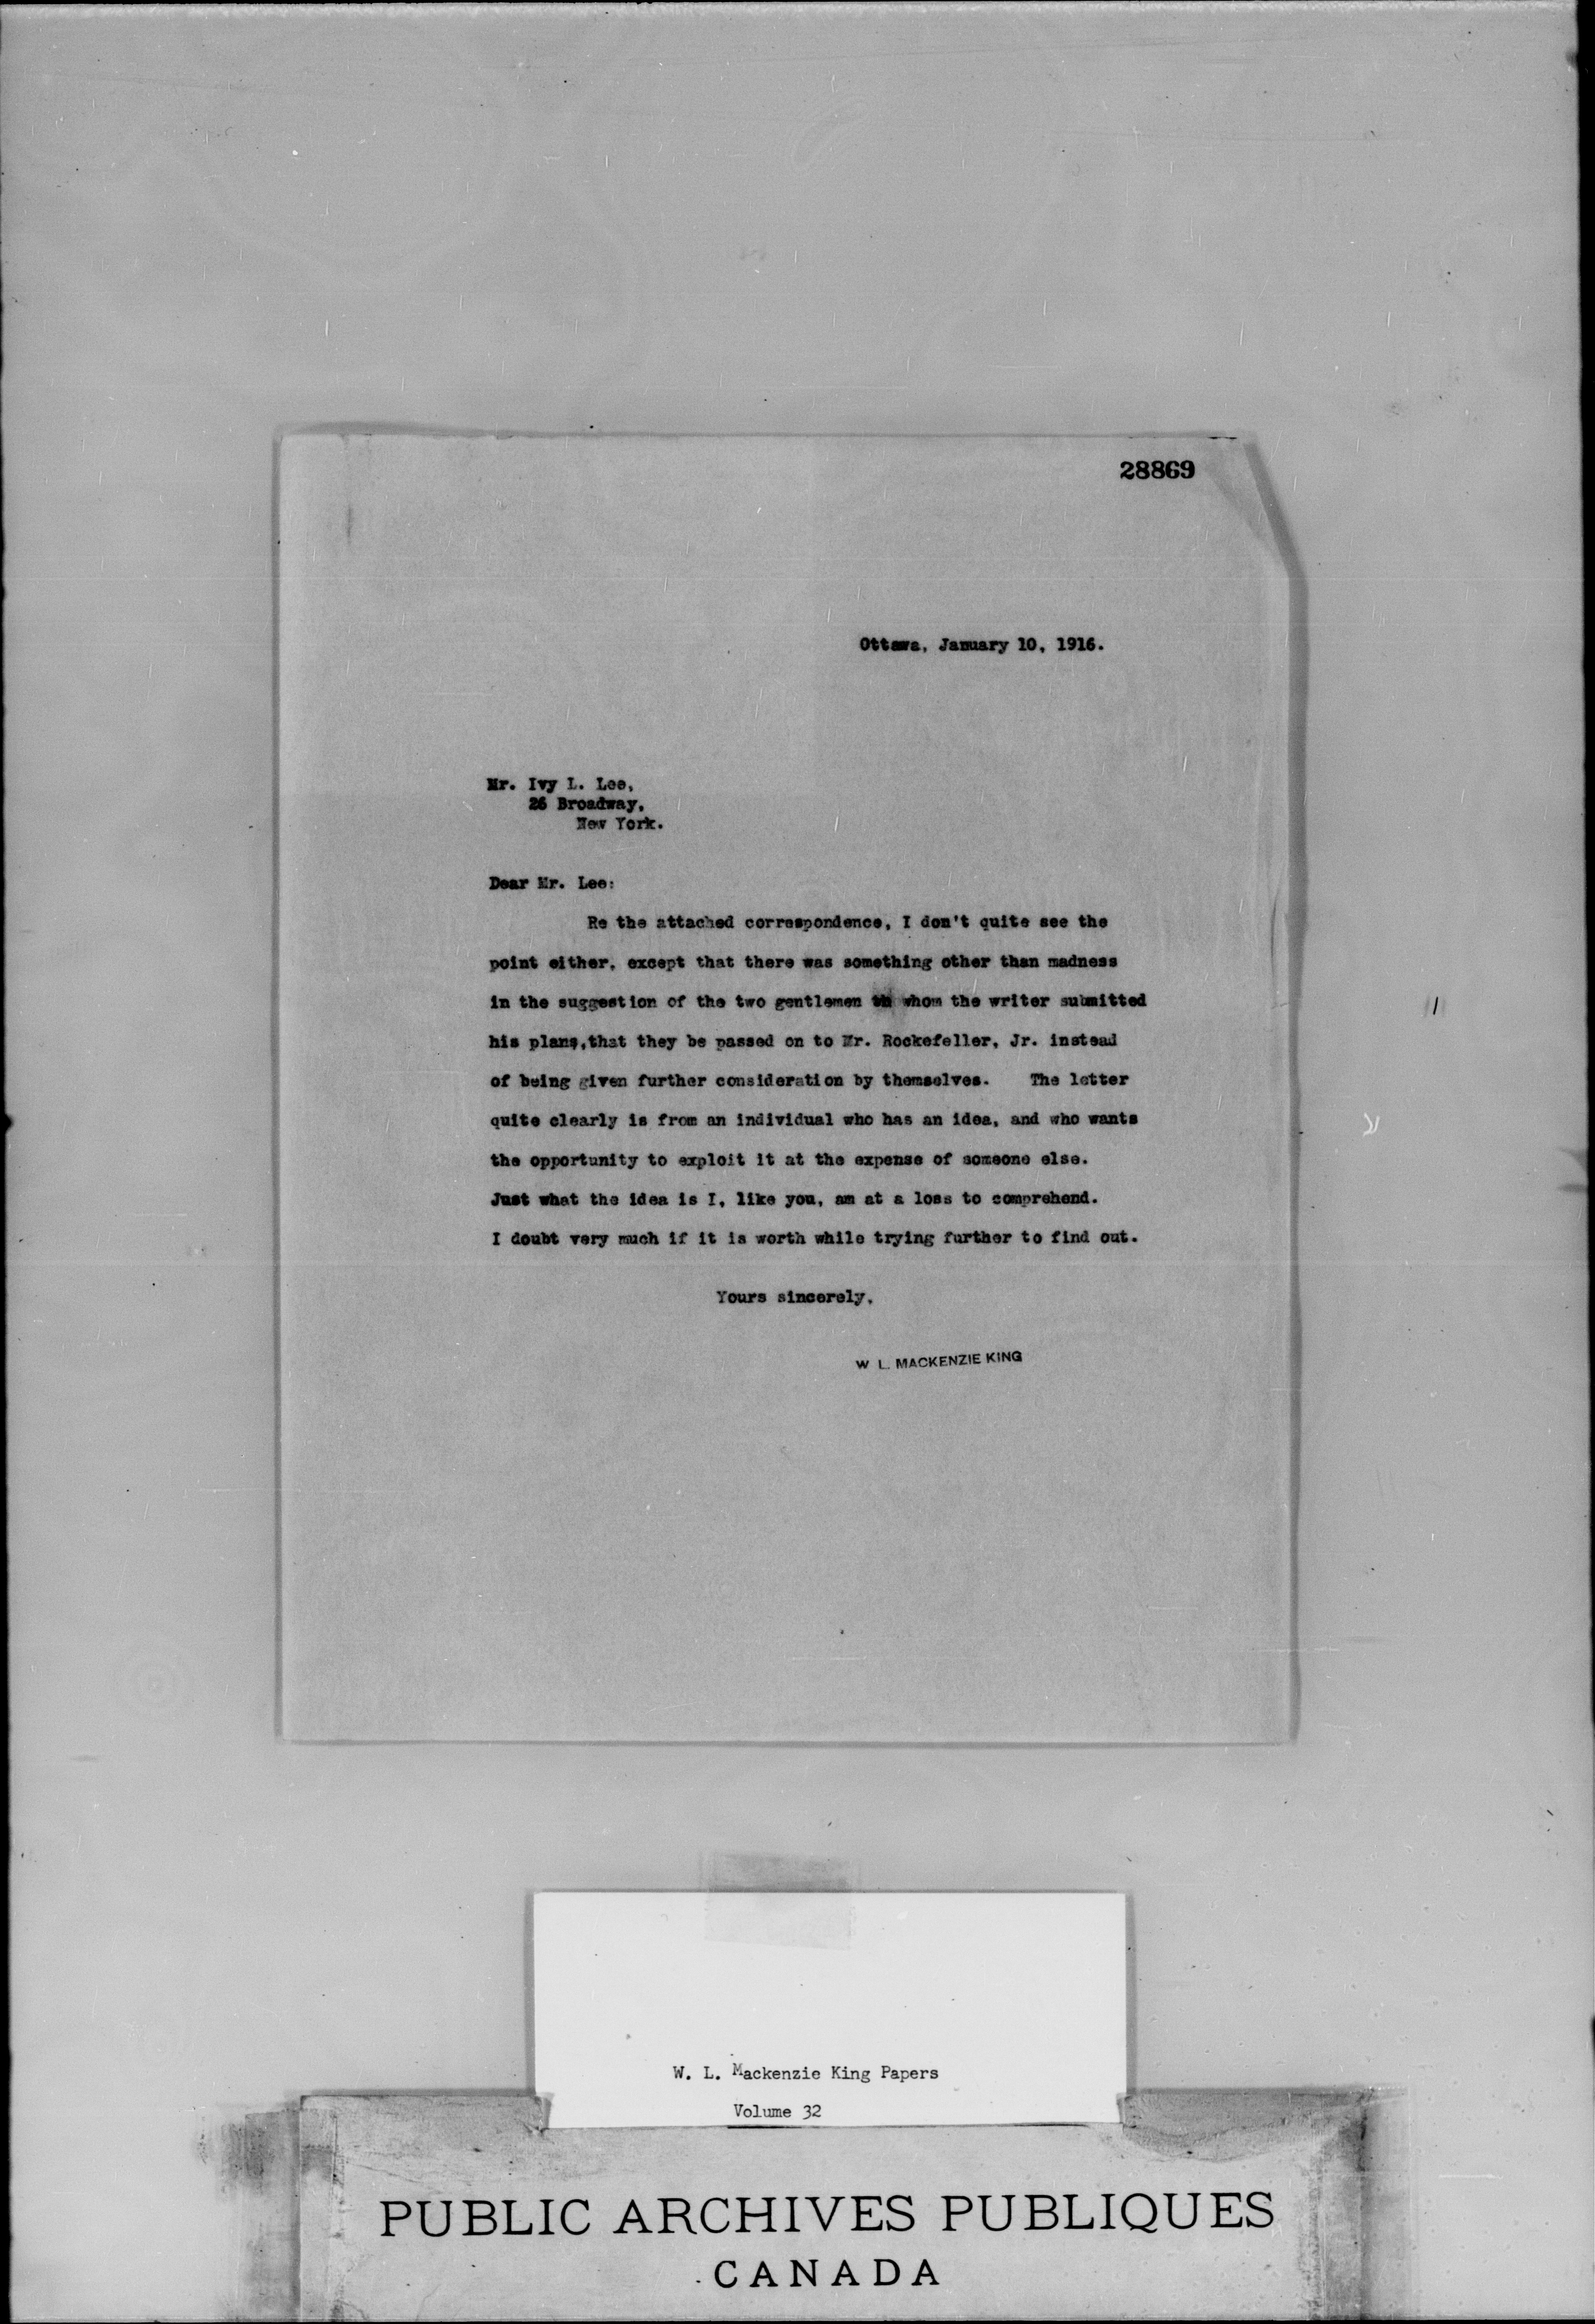 28869
Ottawa, January 10, 1916.
Mr. Ivy L. Lee,
26 Broadway,
New York.
Dear Mr. Lee:
Re the attached correspondence, I don't quite see the
point either, except that there was something other than madness
in the suggestion of the two gentlemen whom the writer submitted
his plans, that they be passed on to Mr. Rockefeller, Jr. instead
of being given further consideration by themselves. The letter
quite clearly is from an individual who has an idea, and who wants
the opportunity to exploit it at the expense of someone else.
Just what the idea is I, like you, am at a loss to comprehend.
I doubt very much if it is worth while trying further to find out.
Yours sincerely,
W L. MACKENZIE KING
W. L. Mackenzie King Papers
Volume 32
PUBLIC ARCHIVES PUBLIQUES
CANADA